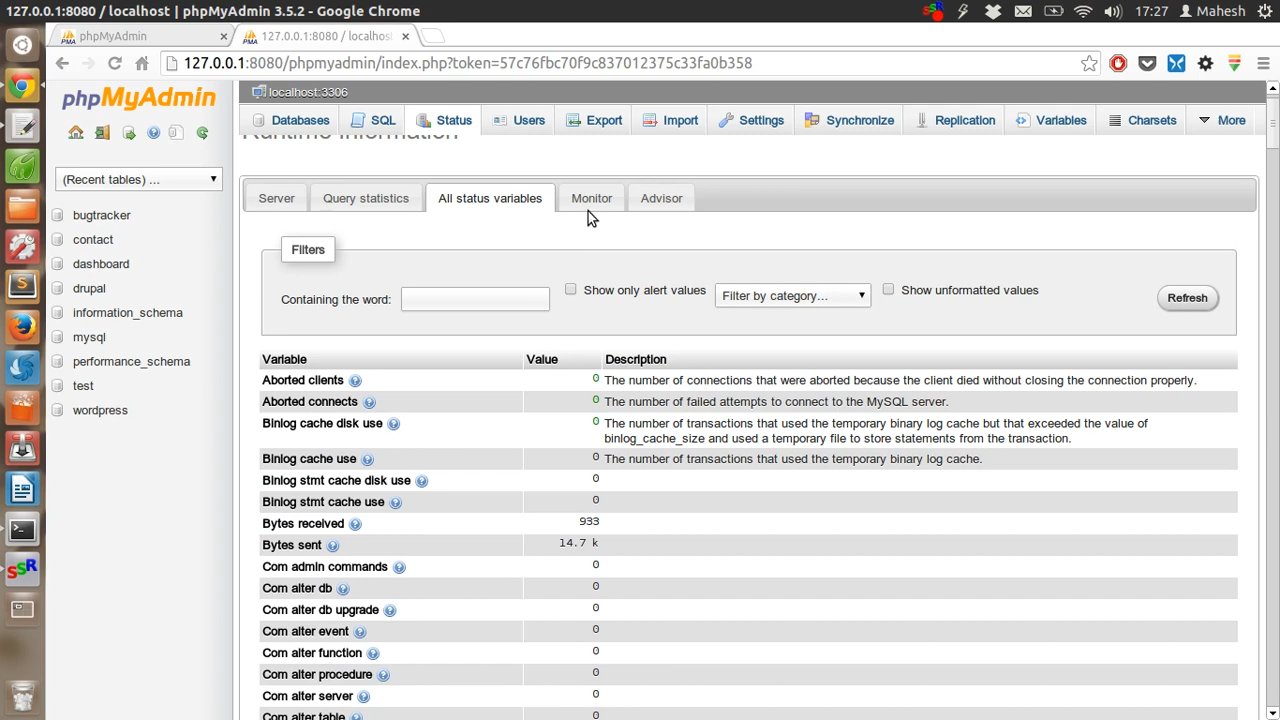 127.0.0.1:8080 / localhost | phpMyAdmin 3.5.2 - Google Chrome
17:27
Mahesh
phpMyAdmin
127.0.0.1:8080 / localhos
127.0.0.1:8080/phpmyadmin/index.php?token=57c76fbc70f9c837012375c33fa0b358
phpMyAdmin
localhost:3306
Databases SQL Status Users Export Import Settings Synchronize Replication Variables Charsets More
Runtime Information
(Recent tables) ...
bugtracker
contact
dashboard
drupal
information_schema
mysql
performance_schema
test
wordpress
Server Query statistics All status variables Monitor Advisor
Filters
Containing the word: Show only alert values Filter by category... Show unformatted values Refresh
Variable Value Description
Aborted clients 0 The number of connections that were aborted because the client died without closing the connection properly.
Aborted connects 0 The number of failed attempts to connect to the MySQL server.
Binlog cache disk use 0 The number of transactions that used the temporary binary log cache but that exceeded the value of
binlog_cache_size and used a temporary file to store statements from the transaction.
Binlog cache use 0 The number of transactions that used the temporary binary log cache.
Binlog stmt cache disk use 0
Binlog stmt cache use 0
Bytes received 933
Bytes sent 14.7 k
Com admin commands 0
Com alter db 0
Com alter db upgrade 0
Com alter event 0
Com alter function 0
Com alter procedure 0
Com alter server 0
Com alter table 0
SSR